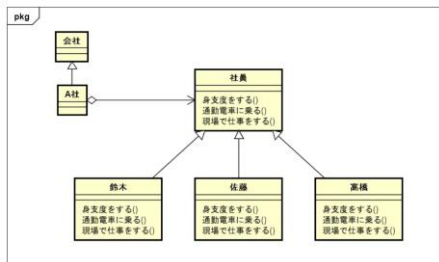 pkg
会社
A社
社員
身支度をする()
通勤電車に乗る()
現場で仕事をする()
鈴木
身支度をする()
通勤電車に乗る()
現場で仕事をする()
佐藤
身支度をする()
通勤電車に乗る()
現場で仕事をする()
高橋
身支度をする()
通勤電車に乗る()
現場で仕事をする()